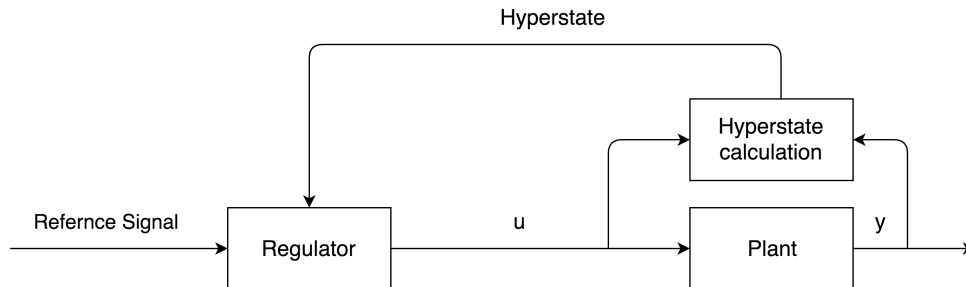 Hyperstate
Hyperstate
calculation
Refernce Signal
Regulator
u
Plant
y